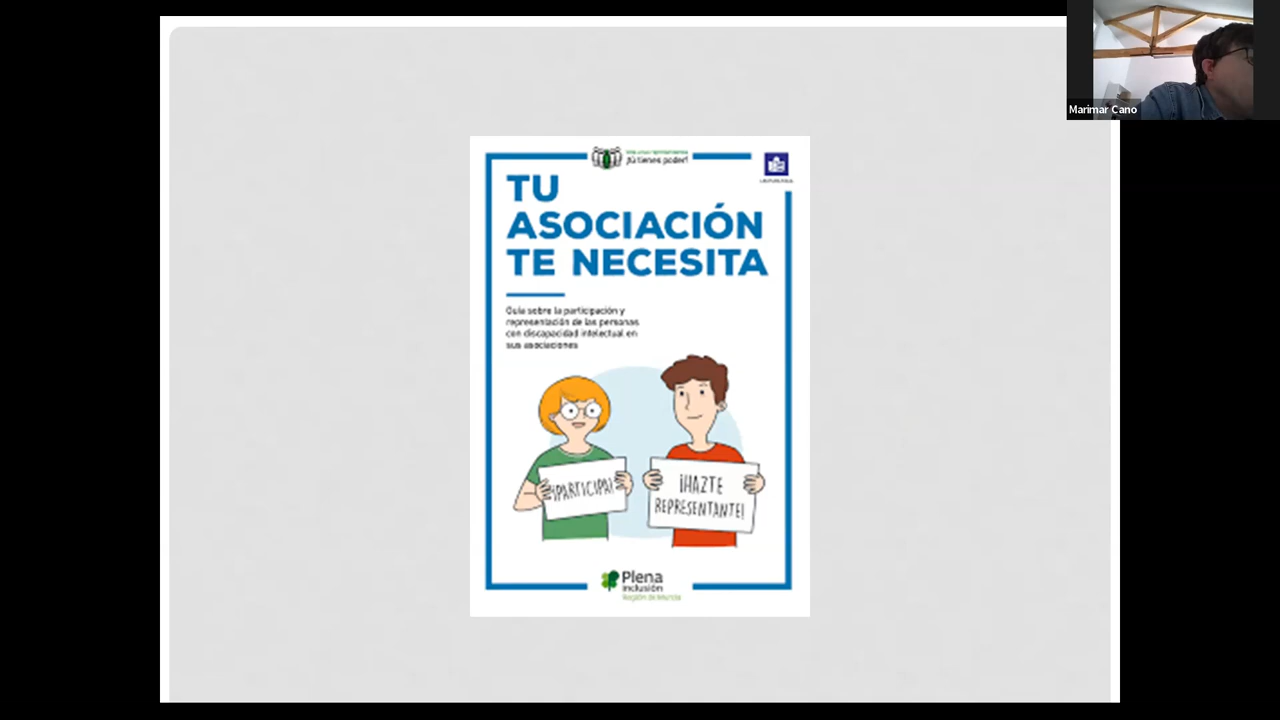 ¡Tú tienes poder!
TU
ASOCIACIÓN
TE NECESITA
Guía sobre la participación y
representación de las personas
con discapacidad intelectual en
sus asociaciones
¡PARTICIPA!
¡HAZTE
REPRESENTANTE!
Plena
inclusión
Región de Murcia
Marimar Cano